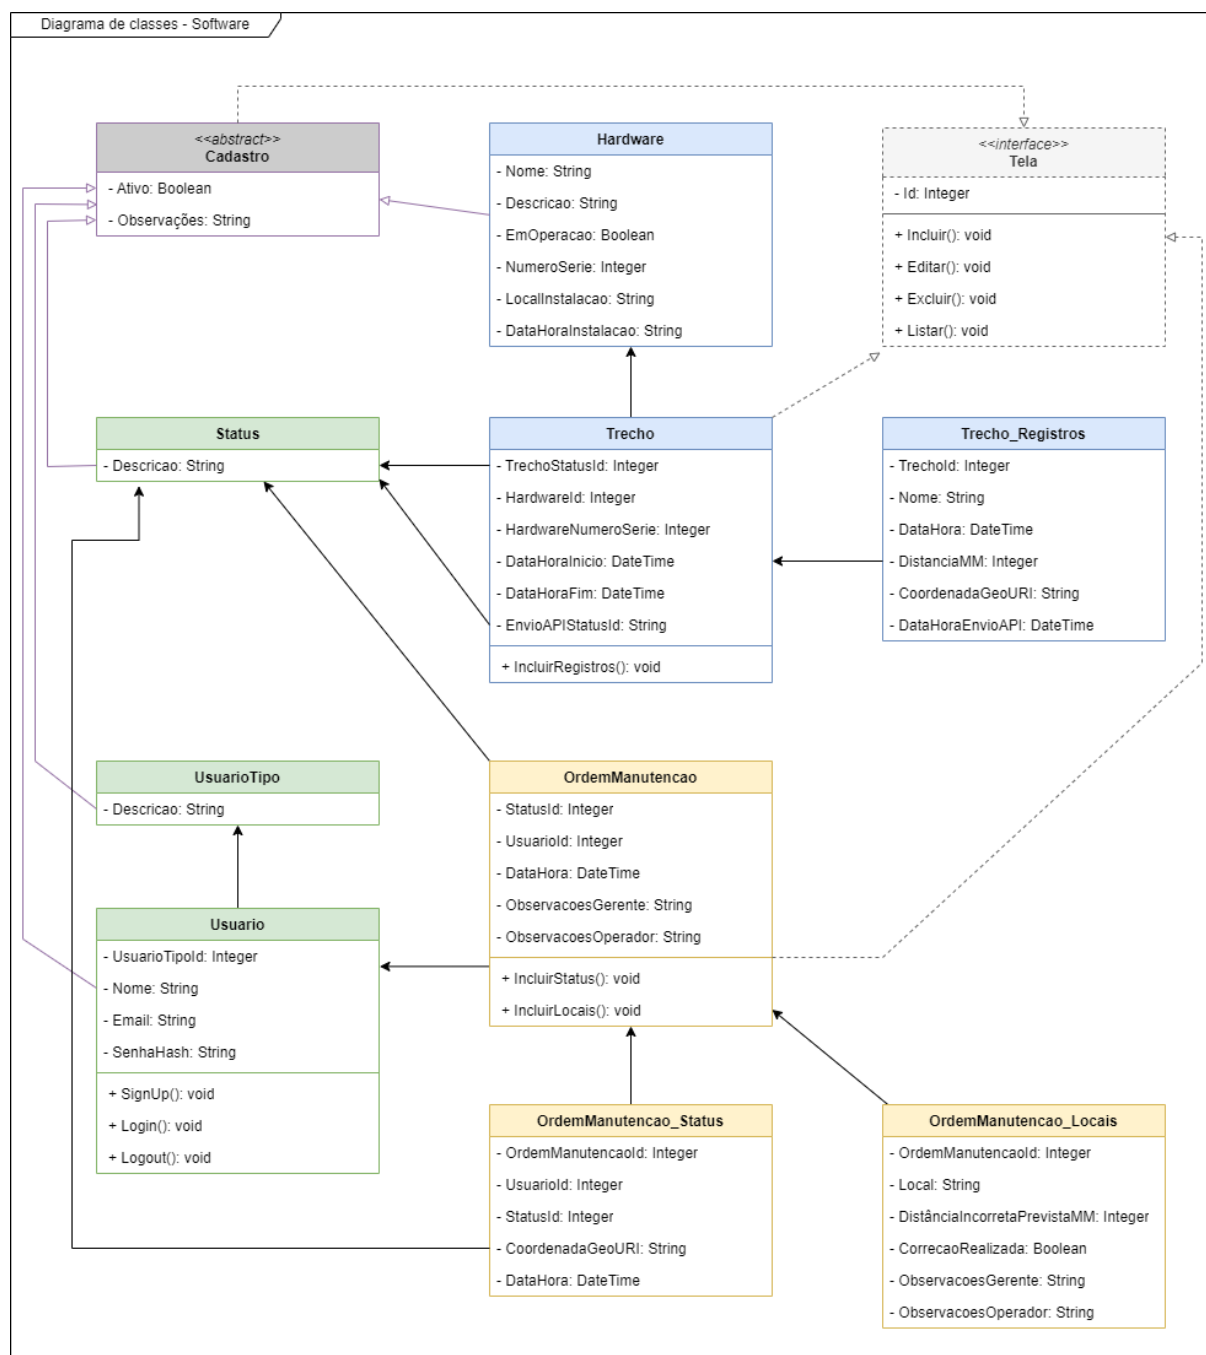 Diagrama de classes - Software
<<abstract>>
Cadastro
- Ativo: Boolean
- Observações: String
Hardware
- Nome: String
- Descricao: String
- EmOperacao: Boolean
- NumeroSerie: Integer
- LocalInstalacao: String
- DataHoraInstalacao: String
<<interface>>
Tela
- Id: Integer
+ Incluir(): void
+ Editar(): void
+ Excluir(): void
+ Listar(): void
Status
- Descricao: String
Trecho
- TrechoStatusId: Integer
- HardwareId: Integer
- HardwareNumeroSerie: Integer
- DataHoraInicio: DateTime
- DataHoraFim: DateTime
- EnvioAPIStatusId: String
+ IncluirRegistros(): void
Trecho_Registros
- TrechoId: Integer
- Nome: String
- DataHora: DateTime
- DistanciaMM: Integer
- CoordenadaGeoURI: String
- DataHoraEnvioAPI: DateTime
UsuarioTipo
- Descricao: String
OrdemManutencao
- StatusId: Integer
- UsuarioId: Integer
- DataHora: DateTime
- ObservacoesGerente: String
- ObservacoesOperador: String
+ IncluirStatus(): void
+ IncluirLocais(): void
Usuario
- UsuarioTipoId: Integer
- Nome: String
- Email: String
- SenhaHash: String
+ SignUp(): void
+ Login(): void
+ Logout(): void
OrdemManutencao_Status
- OrdemManutencaoId: Integer
- UsuarioId: Integer
- StatusId: Integer
- CoordenadaGeoURI: String
- DataHora: DateTime
OrdemManutencao_Locais
- OrdemManutencaoId: Integer
- Local: String
- DistânciaIncorretaPrevistaMM: Integer
- CorrecaoRealizada: Boolean
- ObservacoesGerente: String
- ObservacoesOperador: String